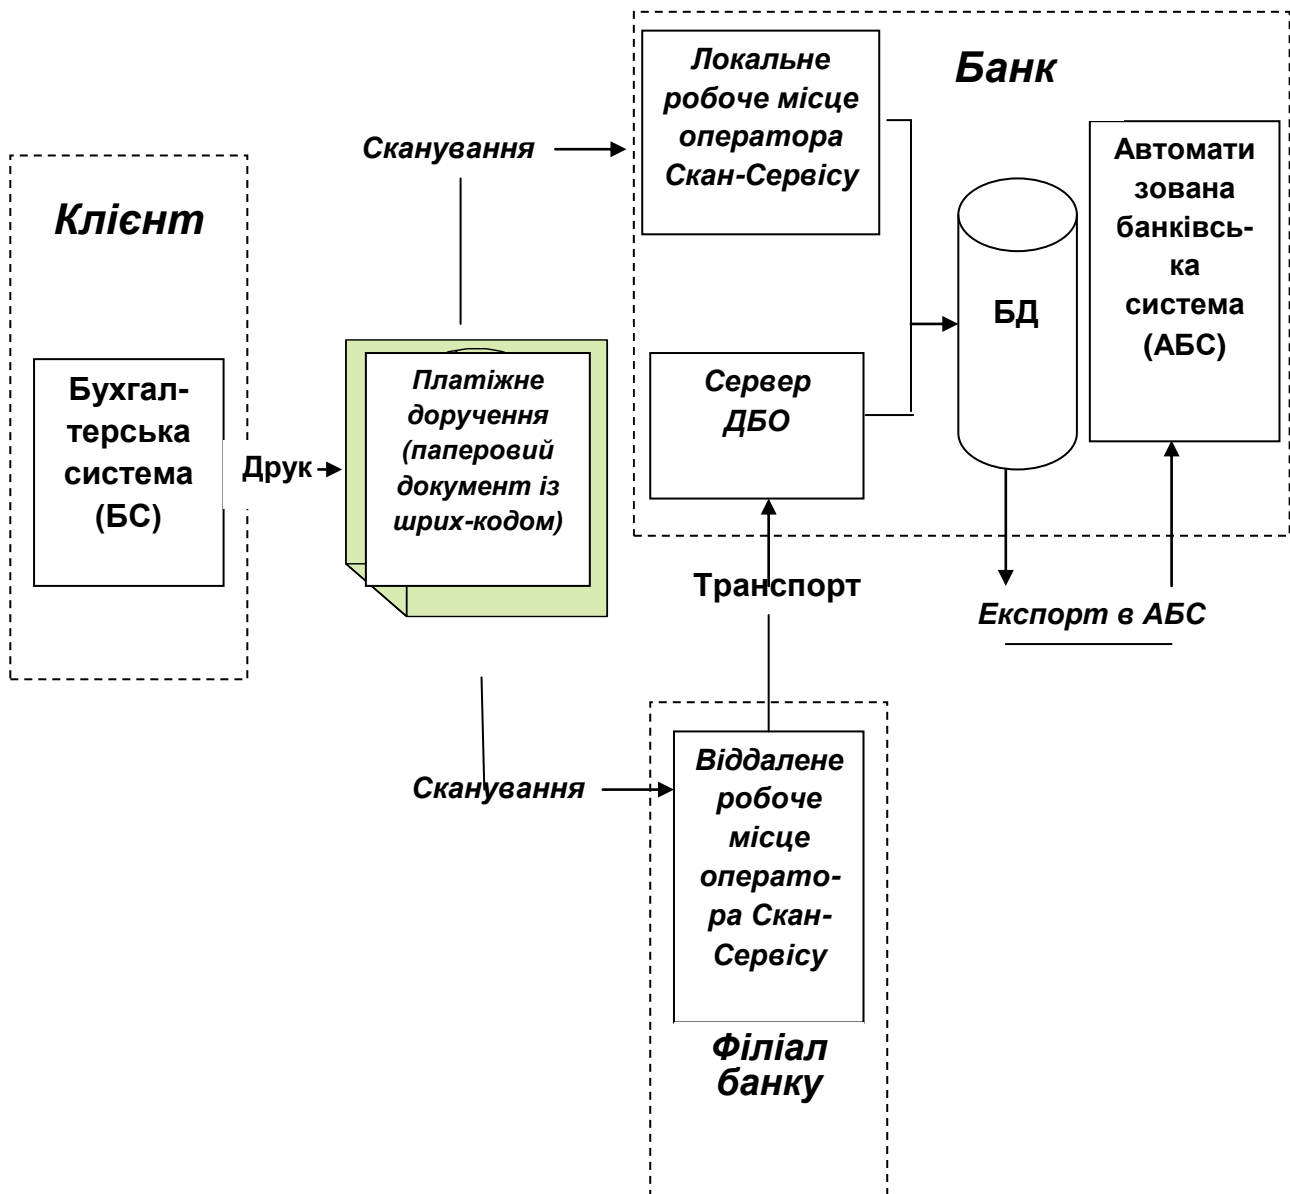 Банк
Локальне
робоче місце
оператора
Скан-Сервісу
Автомати
зована
банківсь-
ка
система
(АБС)
Сканування
Клієнт
БД
Бухгал-
терська
система
(БС)
Друк
Платіжне
доручення
(паперовий
документ із
шрих-кодом)
Сервер
ДБО
Транспорт
Експорт в АБС
Сканування
Віддалене
робоче
місце
операто-
ра Скан-
Сервісу
Філіал
банку